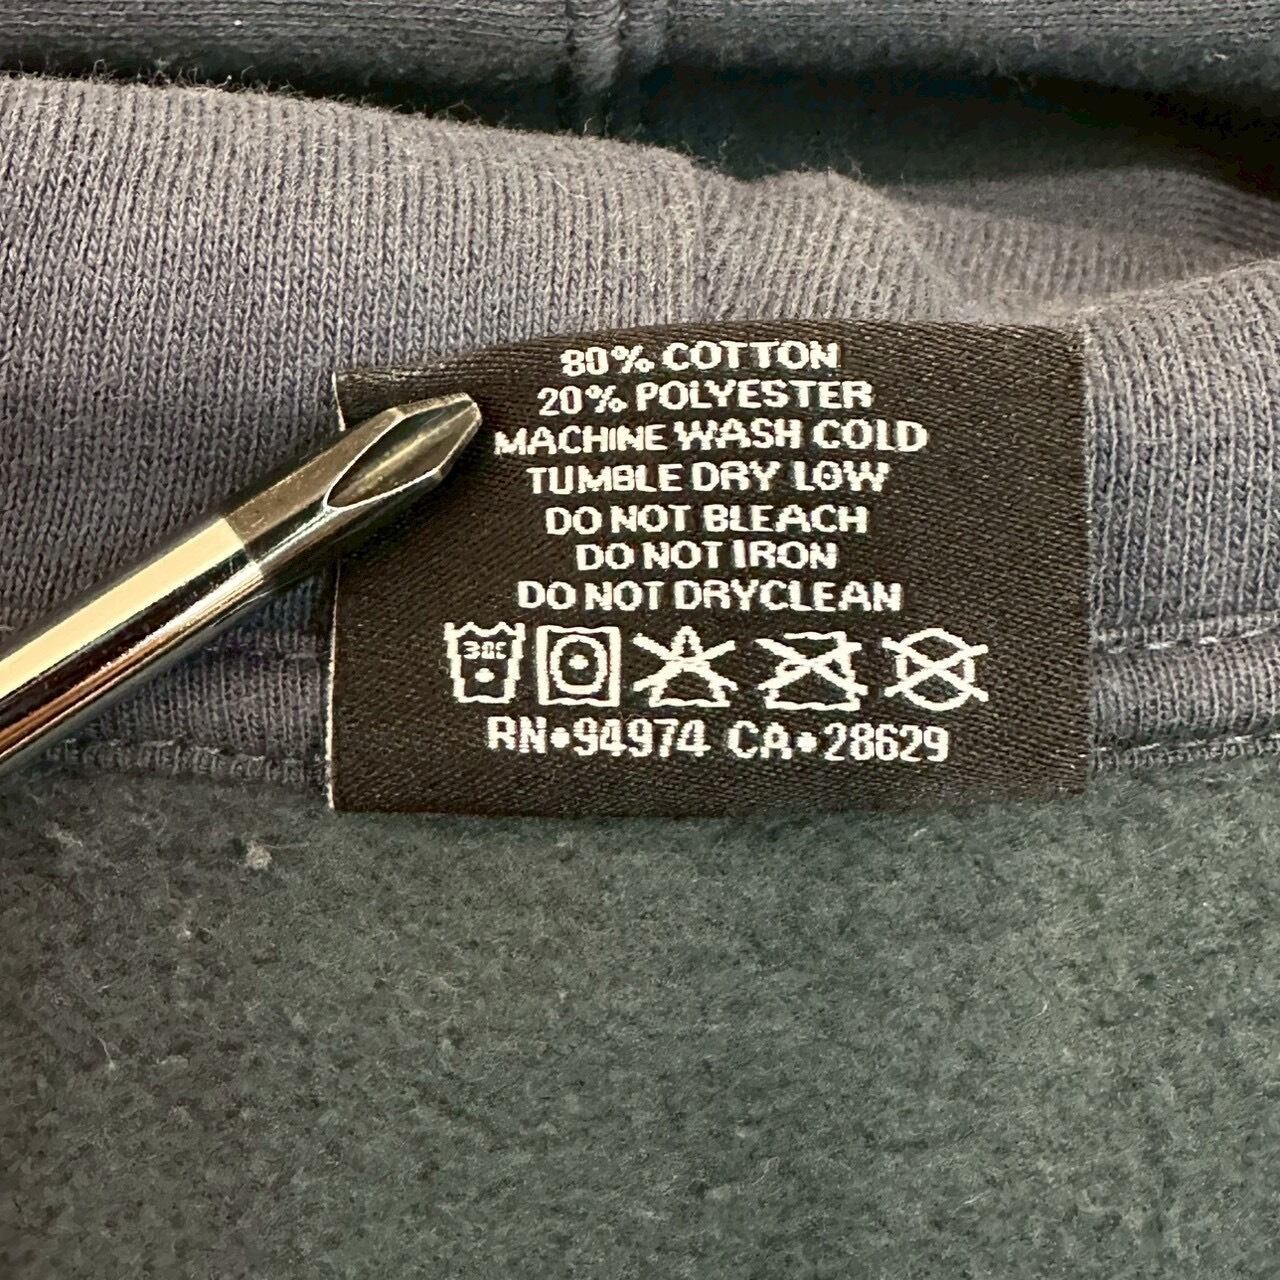 80% COTTON
20% POLYESTER
MACHINE WASH COLD
TUMBLE DRY LOW
DO NOT BLEACH
DO NOT IRON
DO NOT DRYCLEAN
30C
RN•94974 CA•28629